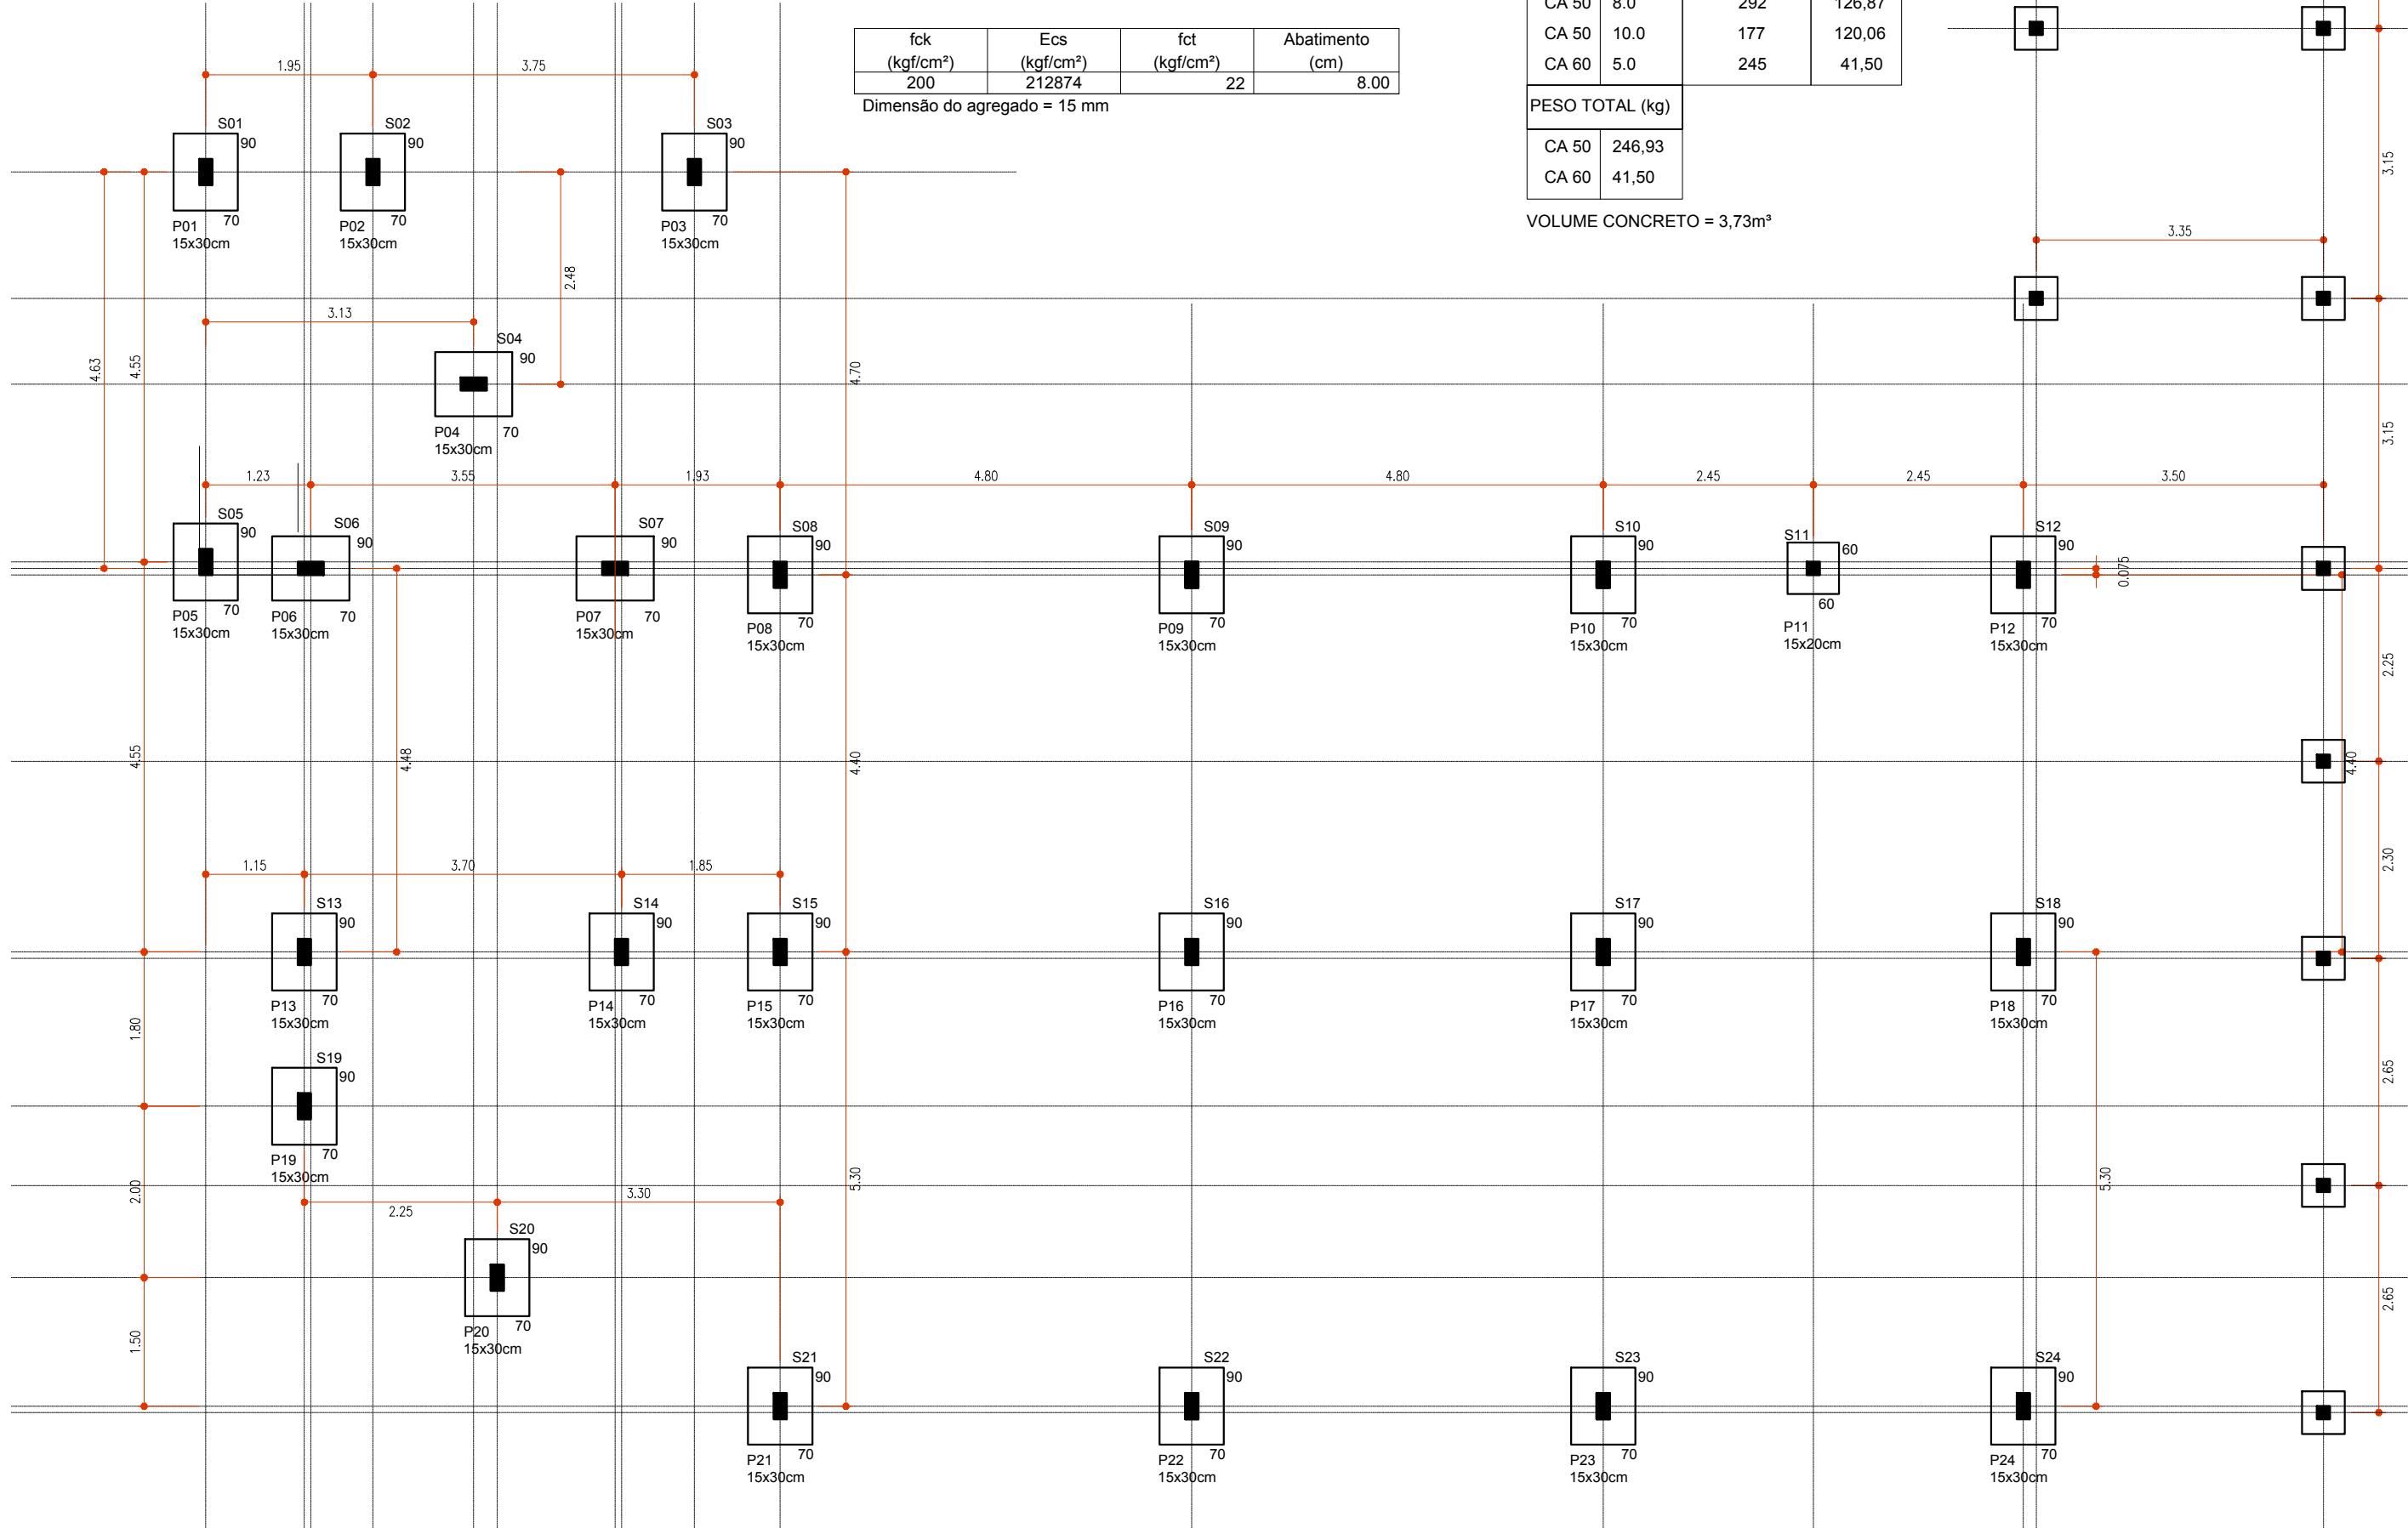 CA 50 8.0 292 126,87
fck Ecs fct Abatimento
(kgf/cm²) (kgf/cm²) (kgf/cm²) (cm)
200 212874 22 8.00
Dimensão do agregado = 15 mm
CA 50 10.0 177 120,06
CA 60 5.0 245 41,50
PESO TOTAL (kg)
CA 50 246,93
CA 60 41,50
VOLUME CONCRETO = 3,73m³
1.95 3.75
S01 S02 S03
90 90 90
70 70 70
P01 P02 P03
15x30cm 15x30cm 15x30cm
3.15
3.35
2.48
3.13
S04
90
4.63 4.55 4.70
P04 70
15x30cm
3.15
1.23 3.55 1.93 4.80 4.80 2.45 2.45 3.50
S05 S06 S07 S08 S09 S10 S11 S12
90 90 90 90 90 90 60 90
0.075
70 70 70 70 70 70 60 70
P05 P06 P07 P08 P09 P10 P11 P12
15x30cm 15x30cm 15x30cm 15x30cm 15x30cm 15x30cm 15x20cm 15x30cm
2.25
4.55 4.48 4.40 4.40
2.30
1.15 3.70 1.85
S13 S14 S15 S16 S17 S18
90 90 90 90 90 90
70 70 70 70 70 70
P13 P14 P15 P16 P17 P18
15x30cm 15x30cm 15x30cm 15x30cm 15x30cm 15x30cm
1.80
S19
90
2.65
70
P19
15x30cm
2.00 5.30 5.30
2.25 3.30
S20
90
70
P20
15x30cm
1.50 2.65
S21 S22 S23 S24
90 90 90 90
70 70 70 70
P21 P22 P23 P24
15x30cm 15x30cm 15x30cm 15x30cm